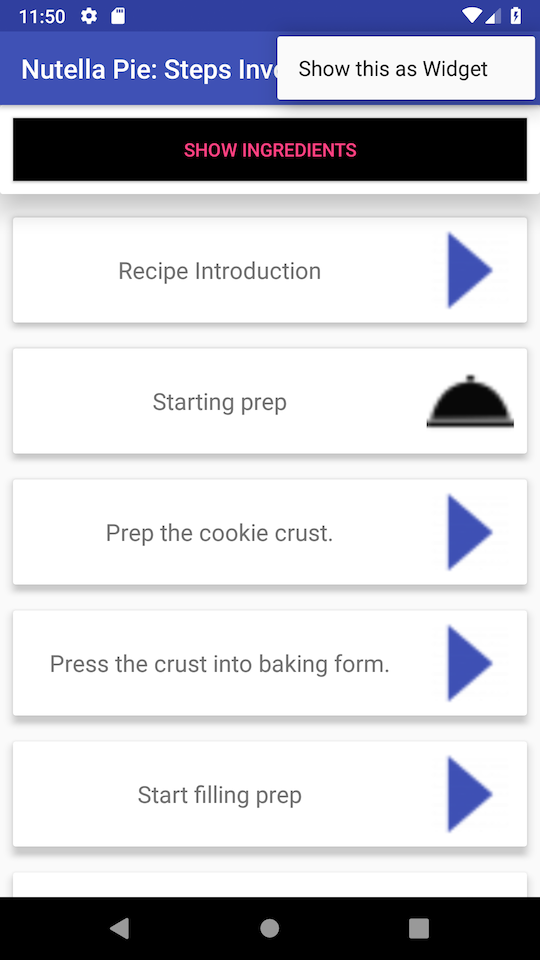 11:50
Nutella Pie: Steps
Show this as Widget
SHOW INGREDIENTS
Recipe Introduction
Starting prep
Prep the cookie crust.
Press the crust into baking form.
Start filling prep